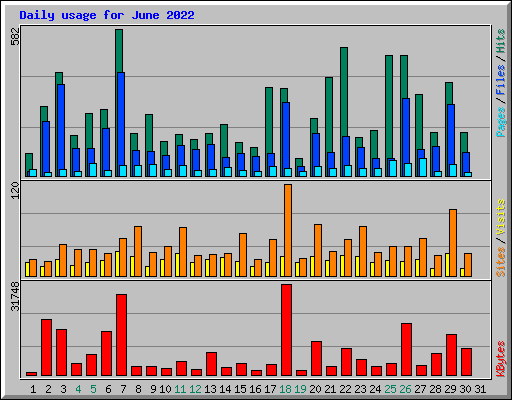 Daily usage for June 2022
582
Pages / Files / Hits
120
Sites / Visits
31748
KBytes
1 2 3 4 5 6 7 8 9 10 11 12 13 14 15 16 17 18 19 20 21 22 23 24 25 26 27 28 29 30 31